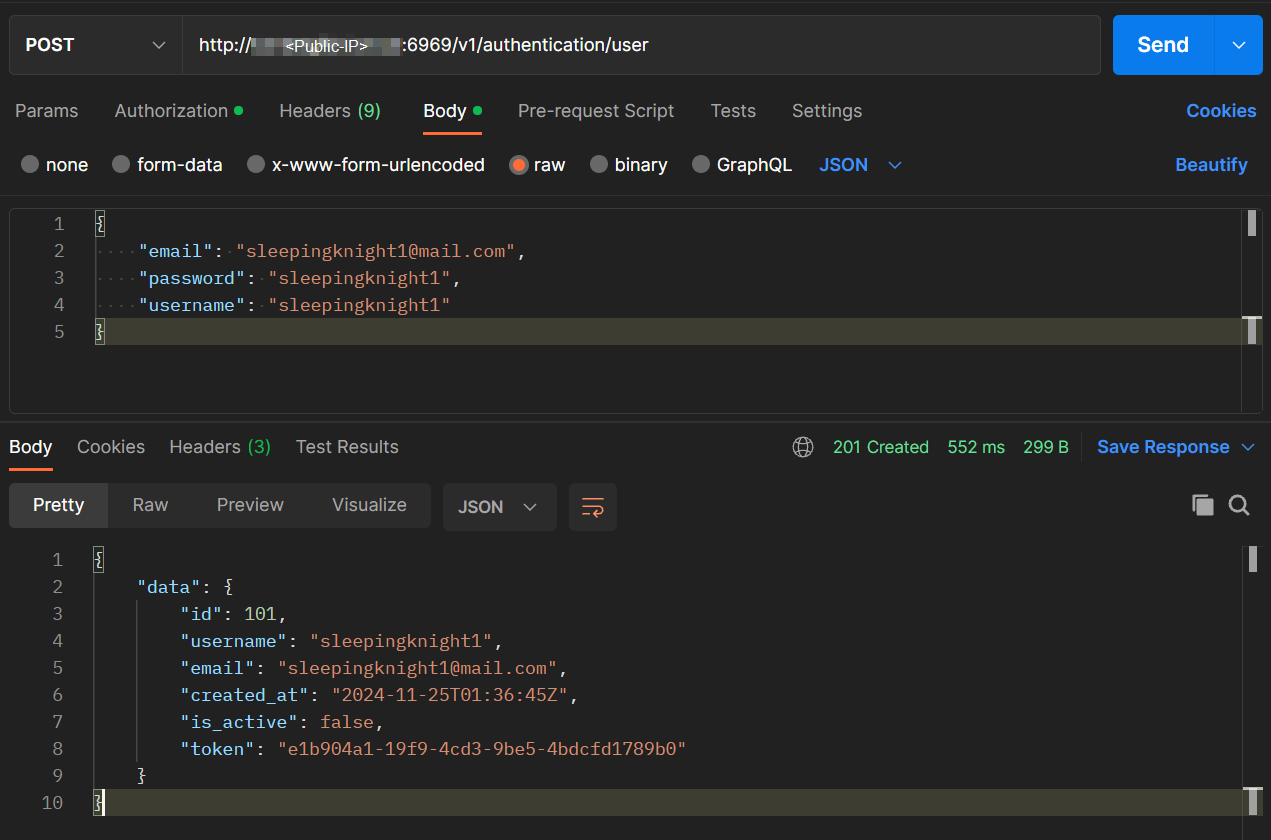 POST http://<Public-IP>:6969/v1/authentication/user Send
Params Authorization Headers (9) Body Pre-request Script Tests Settings Cookies
none form-data x-www-form-urlencoded raw binary GraphQL JSON Beautify
1 {
2 "email": "sleepingknight1@mail.com",
3 "password": "sleepingknight1",
4 "username": "sleepingknight1"
5 }
Body Cookies Headers (3) Test Results 201 Created 552 ms 299 B Save Response
Pretty Raw Preview Visualize JSON
1 {
2 "data": {
3 "id": 101,
4 "username": "sleepingknight1",
5 "email": "sleepingknight1@mail.com",
6 "created_at": "2024-11-25T01:36:45Z",
7 "is_active": false,
8 "token": "e1b904a1-19f9-4cd3-9be5-4bdcfd1789b0"
9 }
10 }